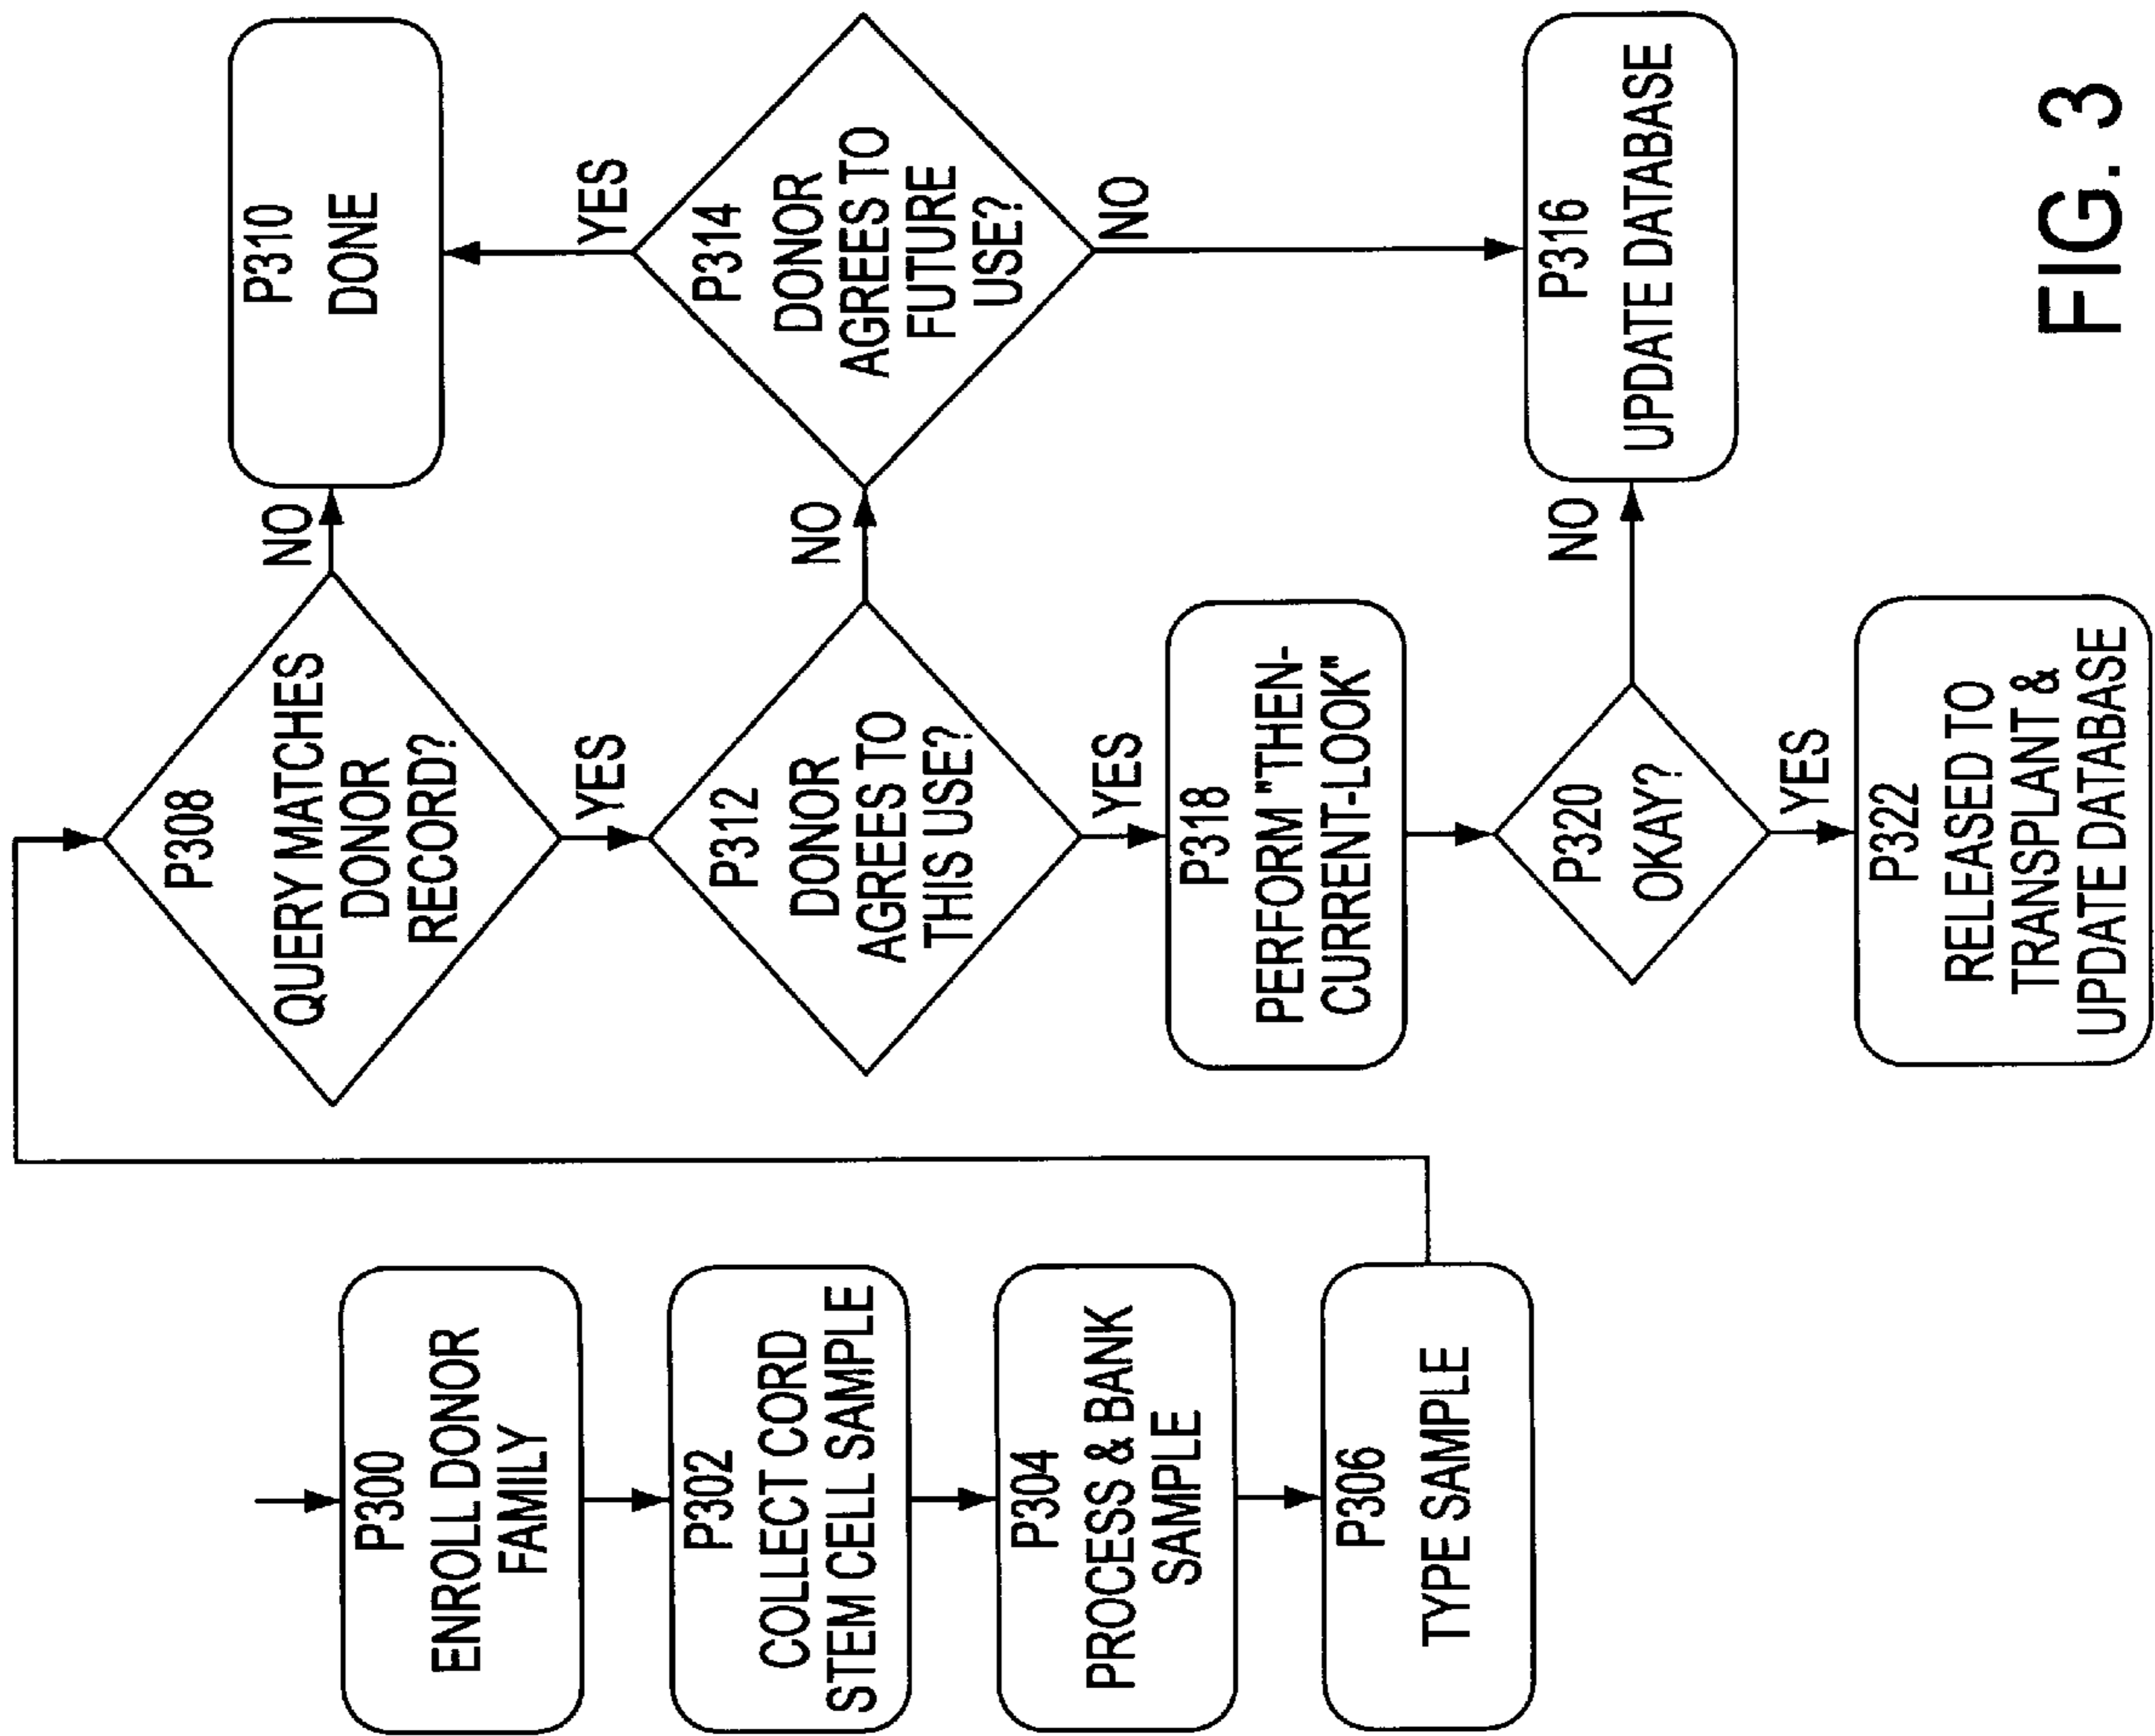 P300
ENROLL DONOR
FAMILY
P302
COLLECT CORD
STEM CELL SAMPLE
P304
PROCESS & BANK
SAMPLE
P306
TYPE SAMPLE
P308
QUERY MATCHES
DONOR
RECORD?
NO
P310
DONE
YES
P312
DONOR
AGREES TO
THIS USE?
NO
P314
DONOR
AGREES TO
FUTURE
USE?
YES
NO
YES
P318
PERFORM "THEN-
CURRENT-LOOK"
P320
OKAY?
NO
P316
UPDATE DATABASE
YES
P322
RELEASED TO
TRANSPLANT &
UPDATE DATABASE
FIG. 3